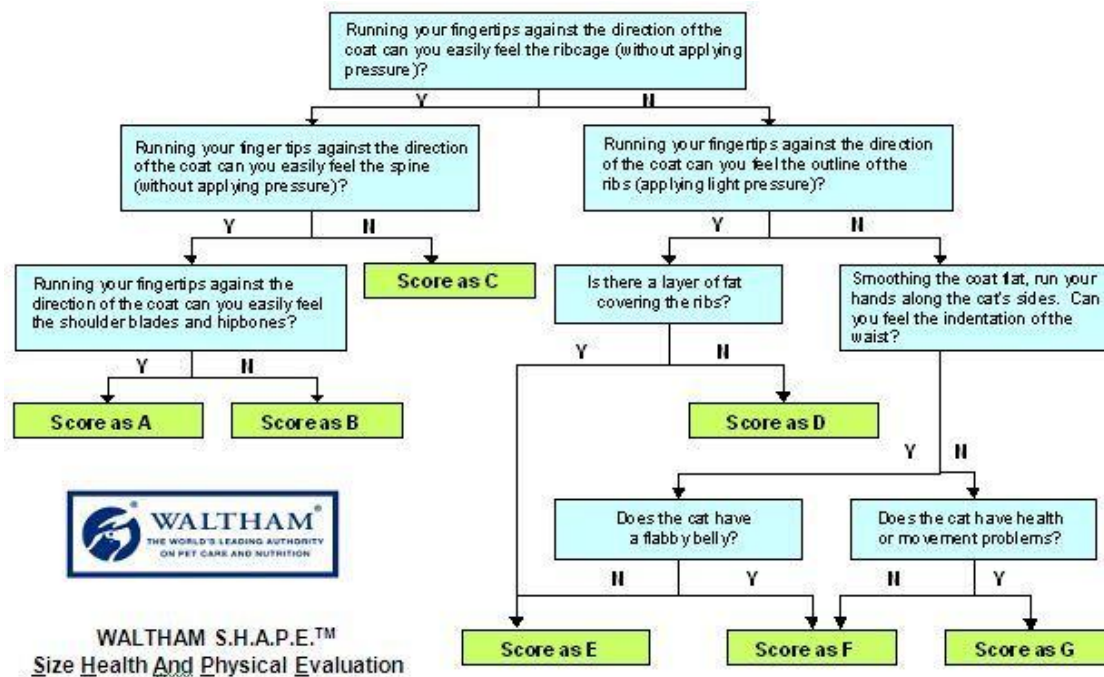 Running your fingertips against the direction of the
coat can you easily feel the ribcage (without applying
pressure)?
Y
N
Running your finger tips against the direction
of the coat can you easily feel the spine
(without applying pressure)?
Running your fingertips against the direction
of the coat can you feel the outline of the
ribs (applying light pressure)?
Y
N
Y
N
Running your fingertips against the
direction of the coat can you easily feel
the shoulder blades and hipbones?
Score as C
Is there a layer of fat
covering the ribs?
Smoothing the coat flat, run your
hands along the cat's sides. Can
you feel the indentation of the
waist?
Y
N
Y
N
Score as A
Score as B
Score as D
Y
N
WALTHAM®
THE WORLD'S LEADING AUTHORITY
ON PET CARE AND NUTRITION
Does the cat have
a flabby belly?
Does the cat have health
or movement problems?
N
Y
N
Y
Score as E
Score as F
Score as G
WALTHAM S.H.A.P.E.™
Size Health And Physical Evaluation